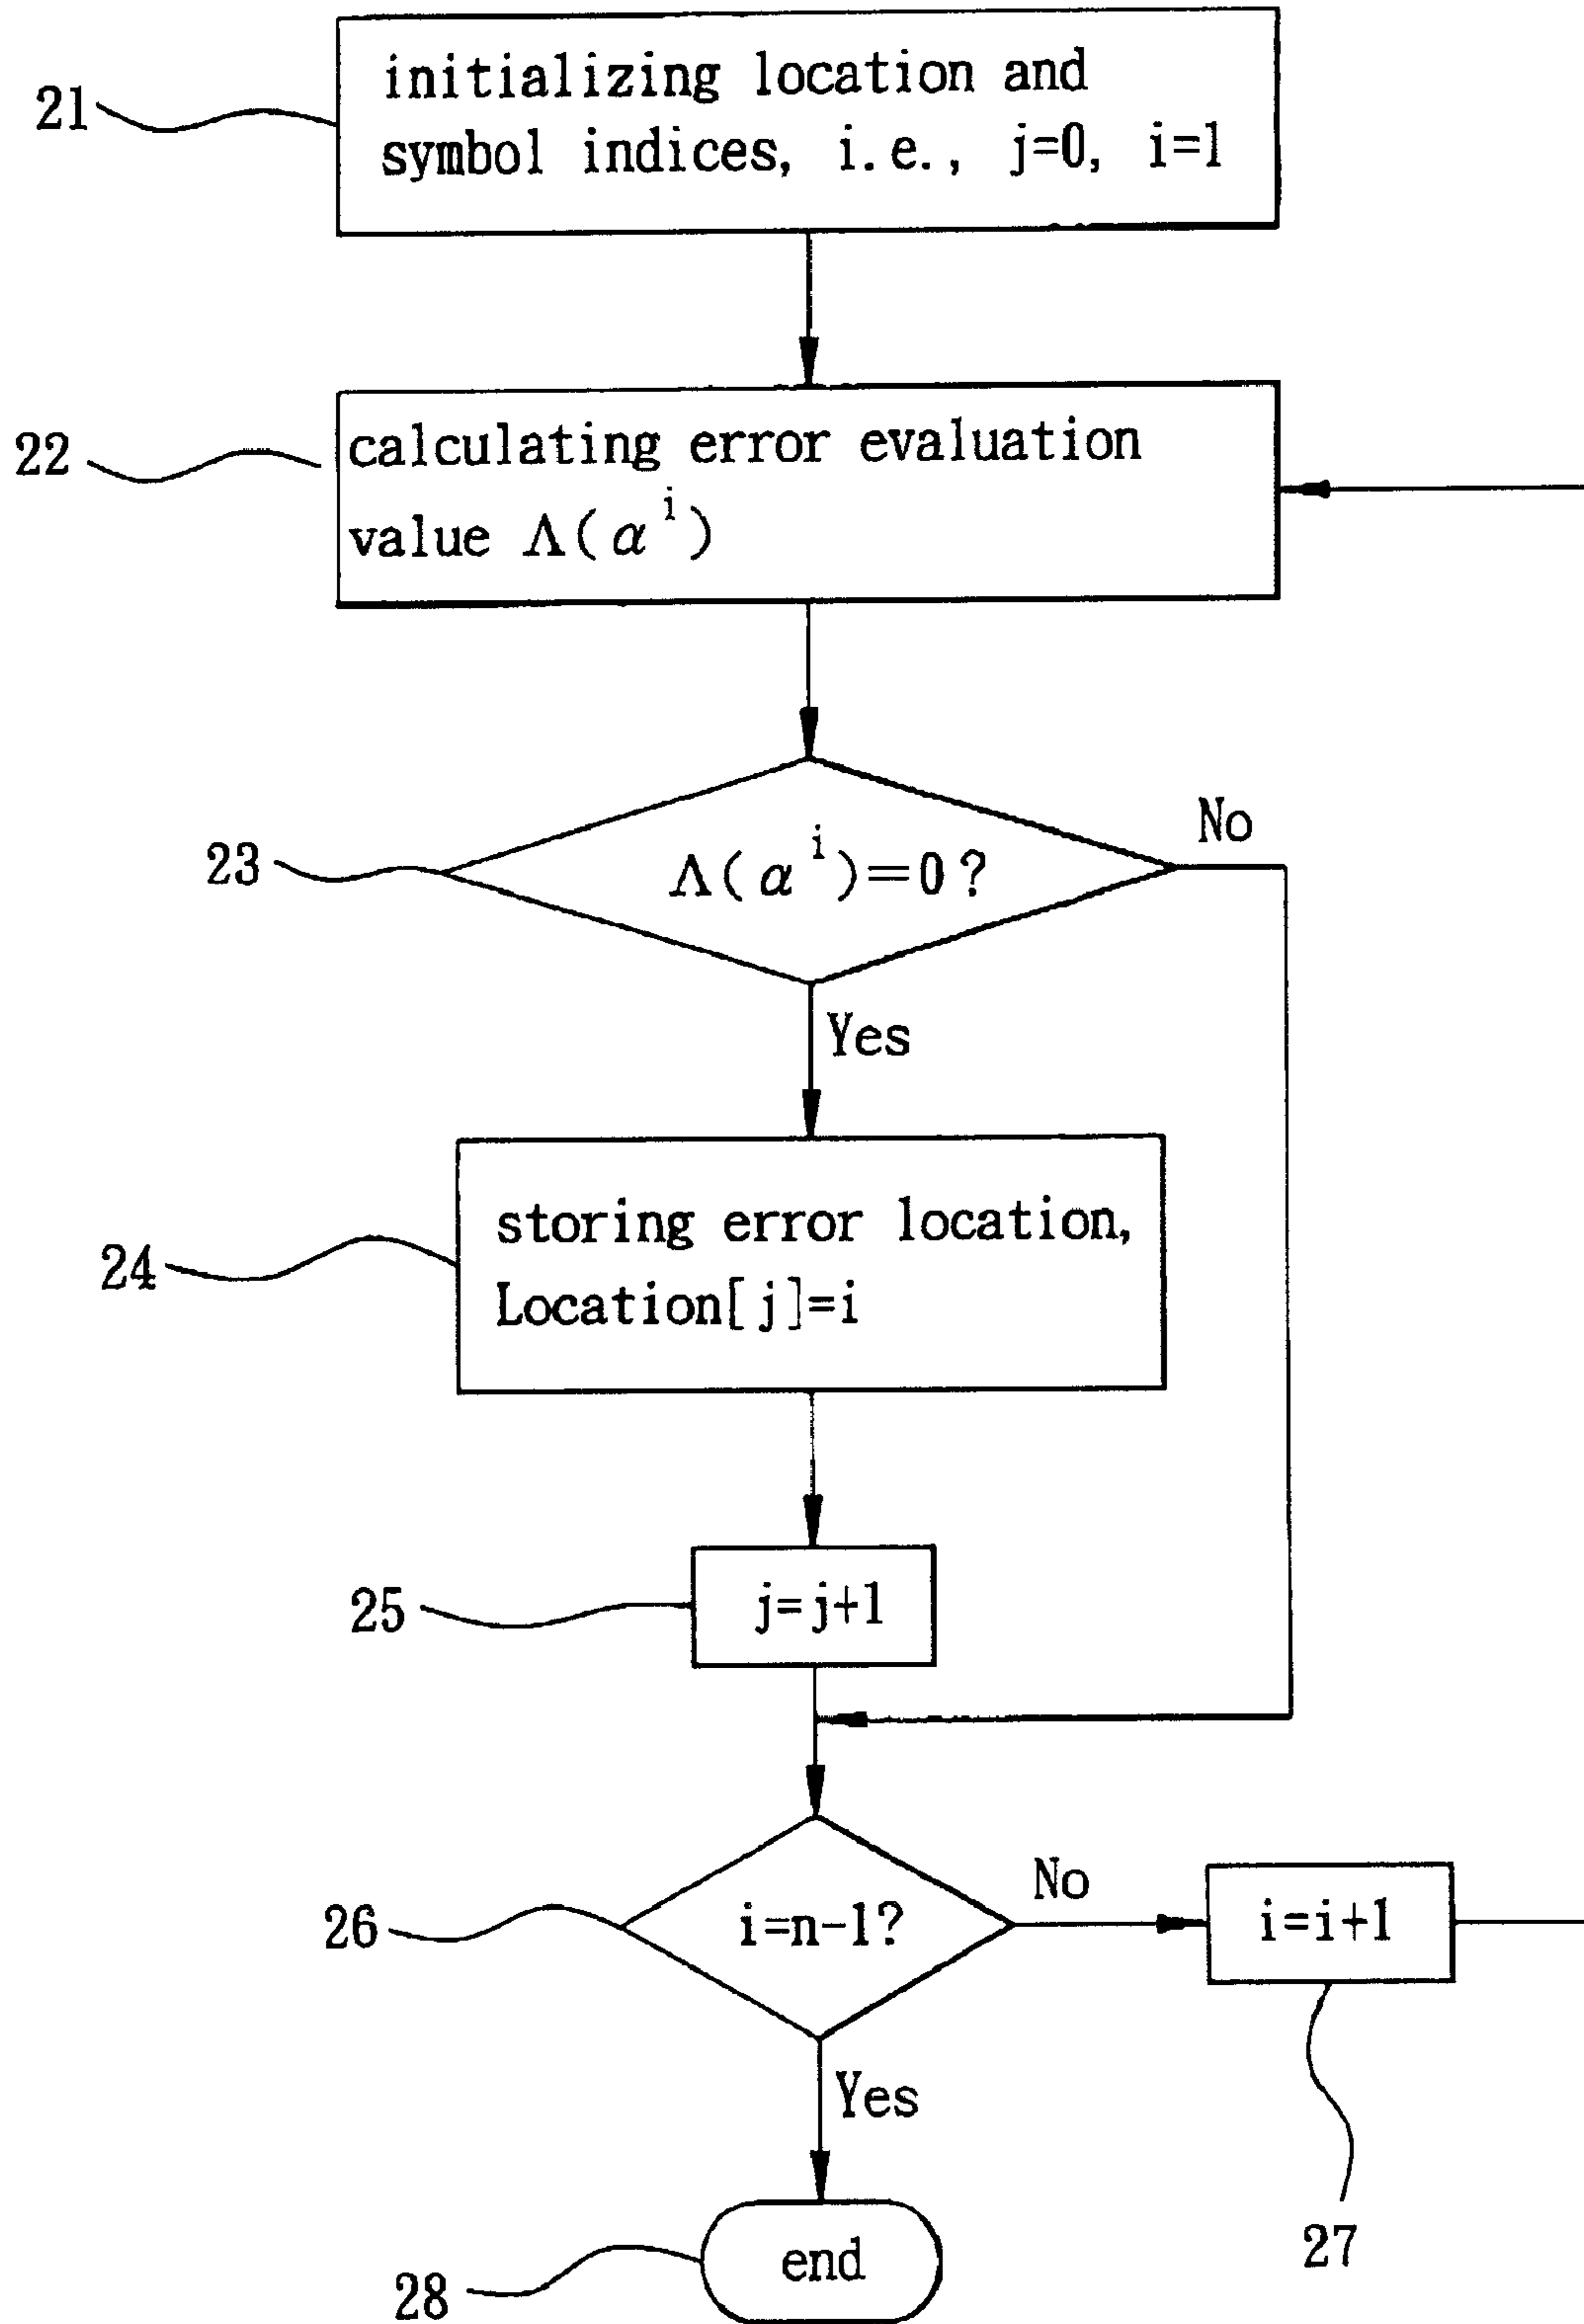 21
initializing location and
symbol indices, i.e., j=0, i=1
22
calculating error evaluation
value Λ(α^i)
23
Λ(α^i)=0?
No
Yes
24
storing error location,
Location[j]=i
25
j=j+1
26
i=n-1?
No
i=i+1
27
Yes
28
end